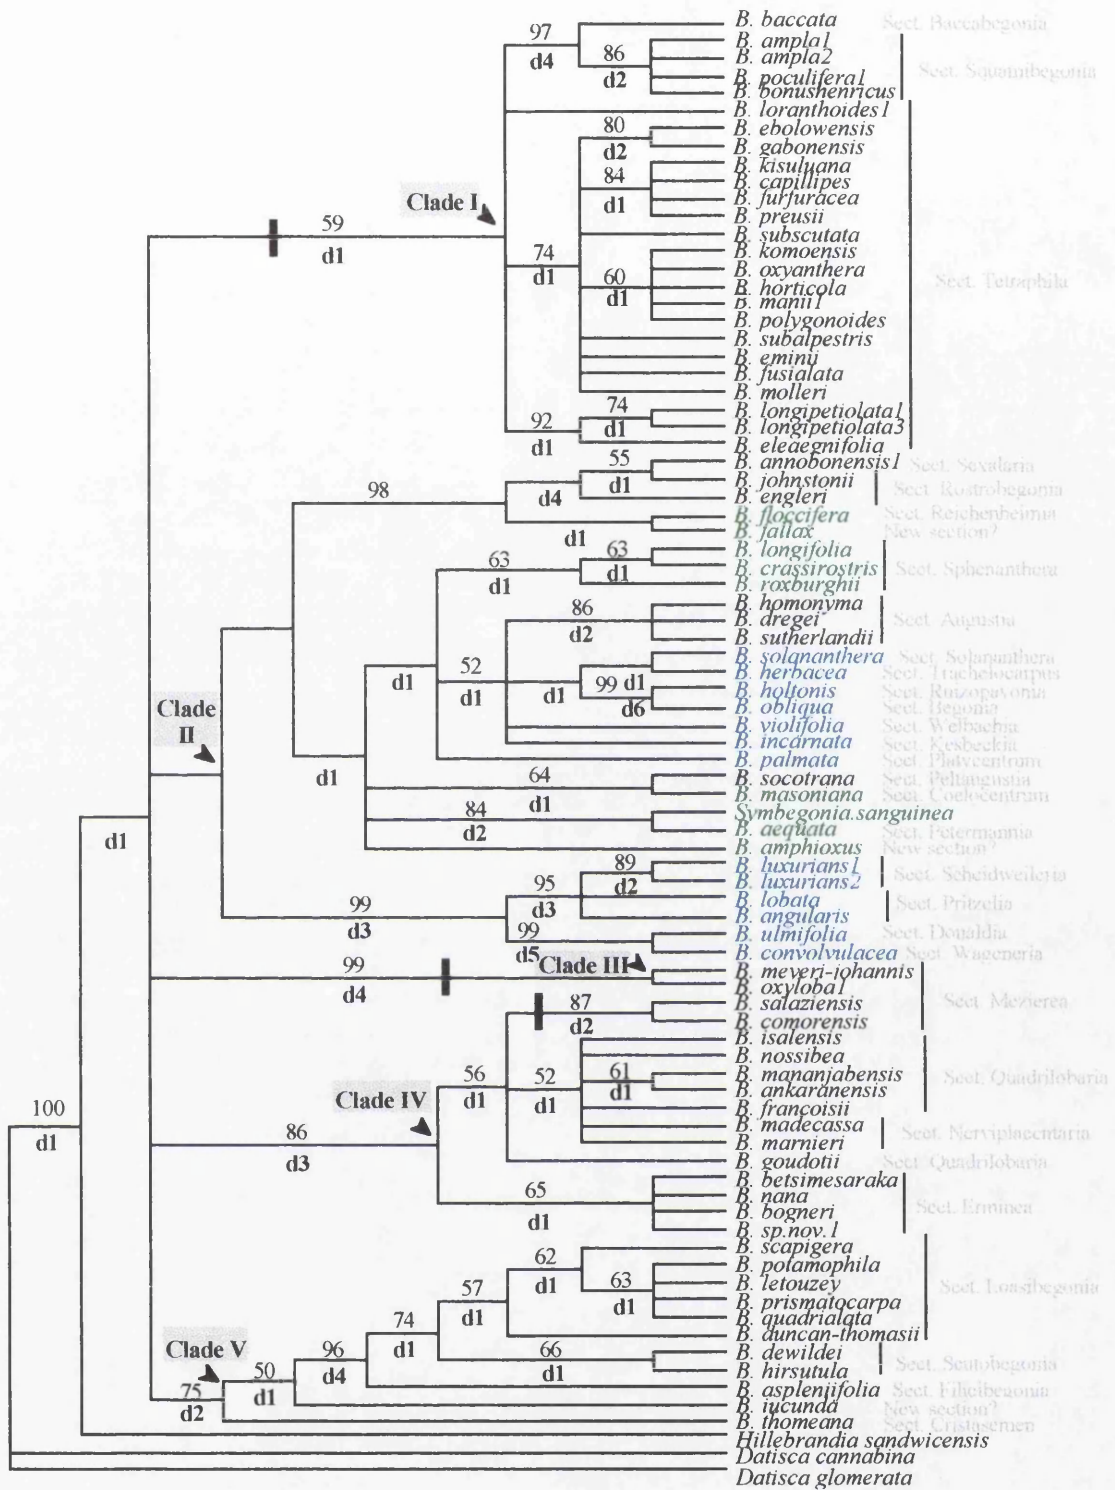 B. baccata Sect. Baccabegonia
97
B. ampla1
86
B. ampla2
d4
d2
Sect. Squamibegonia
B. poculifera1
B. bonushenricus
B. loranthoides1
80
B. ebolowensis
d2
B. gabonensis
B. kisuluana
84
B. capillipes
Clade I
d1
B. furfuracea
B. preusii
59
d1
B. subscutata
74
d1
B. komoensis
B. oxyanthera
Sect. Tetraphila
60
d1
B. horticola
B. manii1
B. polygonoides
B. subalpestris
B. eminii
B. fusialata
B. molleri
74
B. longipetiolata1
92
d1
d1
B. longipetiolata3
B. eleaegnifolia
55
B. annobonensis1 Sect. Sexalaria
98
d4
d1
B. johnstonii
Sect. Rostrobegonia
B. engleri
B. floccifera Sect. Reichenheimia
d1
B. fallax New section?
63
63
B. longifolia
d1
d1
B. crassirostris Sect. Sphenanthera
B. roxburghii
86
B. homonyma
d2
B. dregei Sect. Augustia
B. sutherlandii
d1
52
d1
d1
B. solananthera Sect. Solananthera
99
d1
B. herbacea Sect. Trachelocarpus
B. holtonis Sect. Ruizopavonia
d6
B. obliqua Sect. Begonia
Clade
II
B. violifolia Sect. Weilbachia
B. incarnata
B. palmata Sect. Platycentrum
d1
64
d1
B. socotrana Sect. Peltaugustia
B. masoniana Sect. Coelocentrum
84
d2
Symbegonia.sanguinea
B. aequata Sect. Petermannia
d1
B. amphioxus New section?
89
B. luxurians1
95
d2
B. luxurians2 Sect. Scheidweileria
99
d3
d3
B. lobata
Sect. Pritzelia
B. angularis
99
B. ulmifolia Sect. Donaldia
d5
B. convolvulacea Sect. Wageneria
99
d4
Clade III
B. meyeri-johannis
B. oxyloba1
Sect. Mezierea
87
d2
B. salaziensis
B. comorensis
B. isalensis
B. nossibea
56
d1
52
d1
61
d1
B. mananjabensis Sect. Quadrilobaria
Clade IV
B. ankaranensis
B. francoisii
100
d1
B. madecassa
Sect. Nerviplacentaria
86
d3
B. marnieri
B. goudotii Sect. Quadrilobaria
B. betsimesaraka
65
d1
B. nana
Sect. Erminea
B. bogneri
B. sp.nov.1
B. scapigera
62
d1
B. potamophila
63
d1
B. letouzey Sect. Loasibegonia
57
d1
B. prismatocarpa
B. quadrialata
74
d1
B. duncan-thomasii
Clade V
66
d1
B. dewildei
Sect. Scutobegonia
96
d4
B. hirsutula
50
d1
B. aspleniifolia Sect. Filicibegonia
75
d2
B. iucunda New section?
B. thomeana Sect. Cristasemen
Hillebrandia sandwicensis
Datisca cannabina
Datisca glomerata